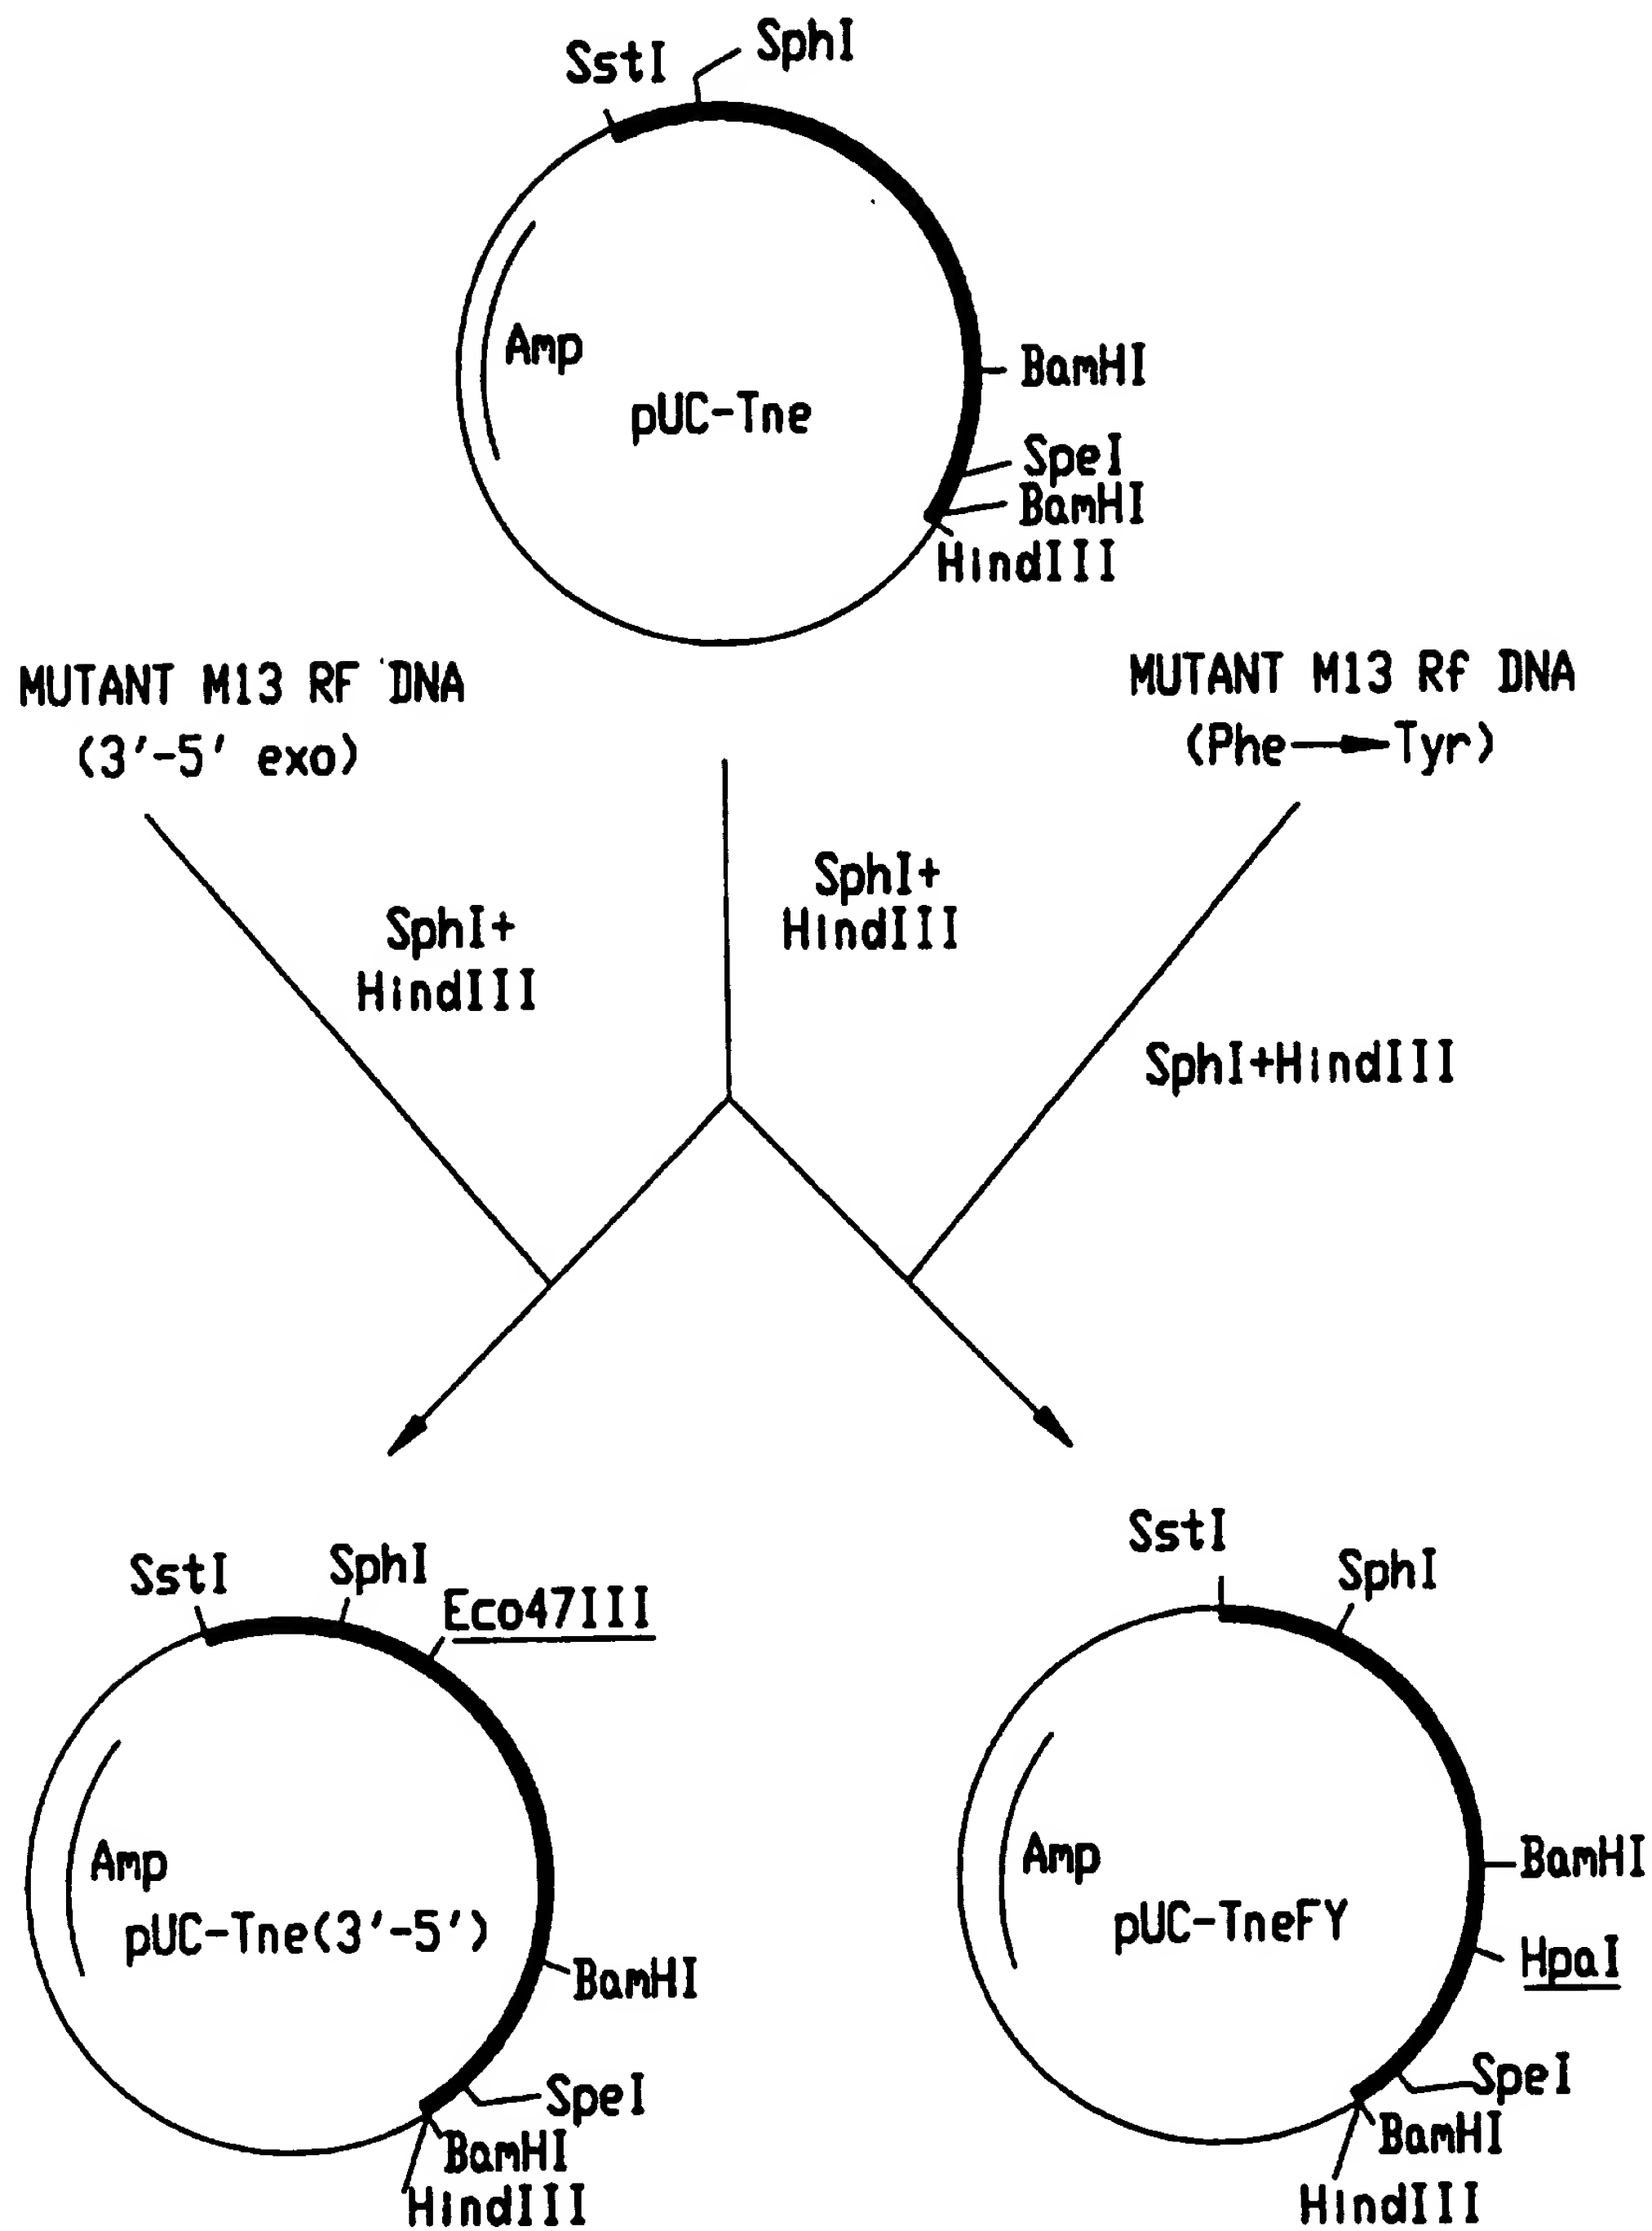 SstI
SphI
Amp
pUC-Tne
BamHI
SpeI
BamHI
HindIII
MUTANT M13 RF DNA
(3'-5' exo)
MUTANT M13 Rf DNA
(Phe→Tyr)
SphI+
HindIII
SphI+
HindIII
SphI+HindIII
SstI
SphI
Eco47III
Amp
pUC-Tne(3'-5')
BamHI
SpeI
BamHI
HindIII
SstI
SphI
Amp
pUC-TneFY
BamHI
HpaI
SpeI
BamHI
HindIII